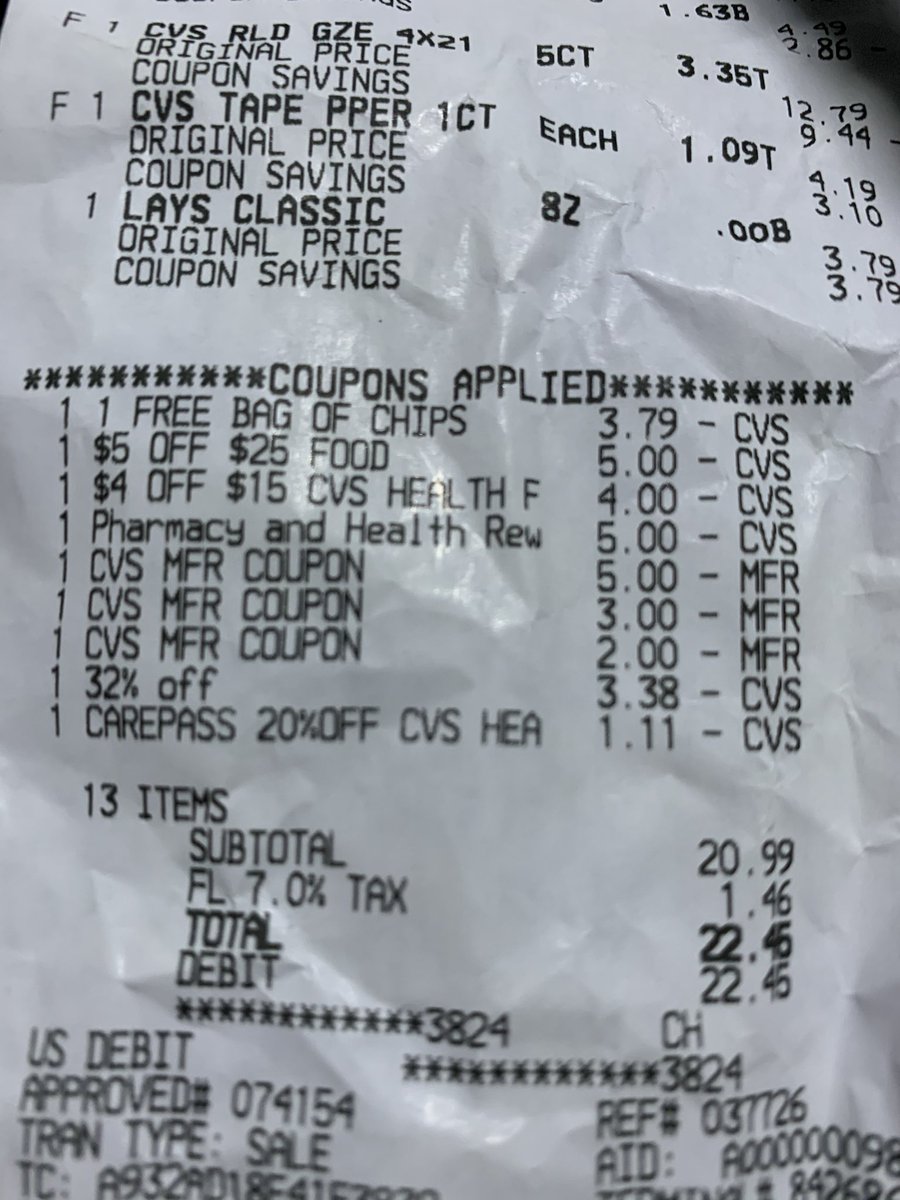 1.63B
4.49
F 1 CVS RLD GZE 4X21 5CT 3.35T
2.86 -
ORIGINAL PRICE 12.79
COUPON SAVINGS 9.44 -
F 1 CVS TAPE PPER 1CT EACH 1.09T
ORIGINAL PRICE 4.19
COUPON SAVINGS 3.10
1 LAYS CLASSIC 8Z .00B
ORIGINAL PRICE 3.79
COUPON SAVINGS 3.79
***********COUPONS APPLIED***********
1 1 FREE BAG OF CHIPS 3.79 - CVS
1 $5 OFF $25 FOOD 5.00 - CVS
1 $4 OFF $15 CVS HEALTH F 4.00 - CVS
1 Pharmacy and Health Rew 5.00 - CVS
1 CVS MFR COUPON 5.00 - MFR
1 CVS MFR COUPON 3.00 - MFR
1 CVS MFR COUPON 2.00 - MFR
1 32% off 3.38 - CVS
1 CAREPASS 20%OFF CVS HEA 1.11 - CVS
13 ITEMS
SUBTOTAL 20.99
FL 7.0% TAX 1.46
TOTAL 22.45
DEBIT 22.45
************3824 CH
US DEBIT ************3824
APPROVED# 074154 REF# 037726
TRAN TYPE: SALE AID: A000000098
TC: